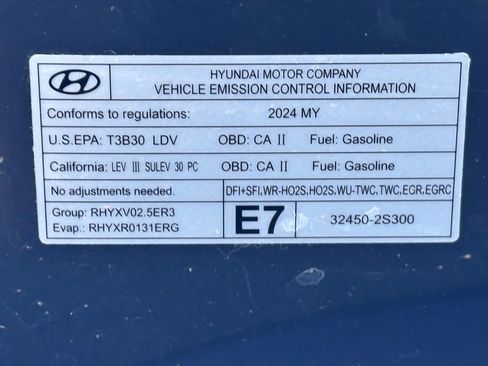 HYUNDAI MOTOR COMPANY
VEHICLE EMISSION CONTROL INFORMATION
Conforms to regulations: 2024 MY
U.S.EPA: T3B30 LDV OBD: CA II Fuel: Gasoline
California: LEV III SULEV 30 PC OBD: CA II Fuel: Gasoline
No adjustments needed. DFI+SFI,WR-HO2S,HO2S,WU-TWC,TWC,EGR,EGRC
Group: RHYXV02.5ER3
Evap.: RHYXR0131ERG
E7
32450-2S300